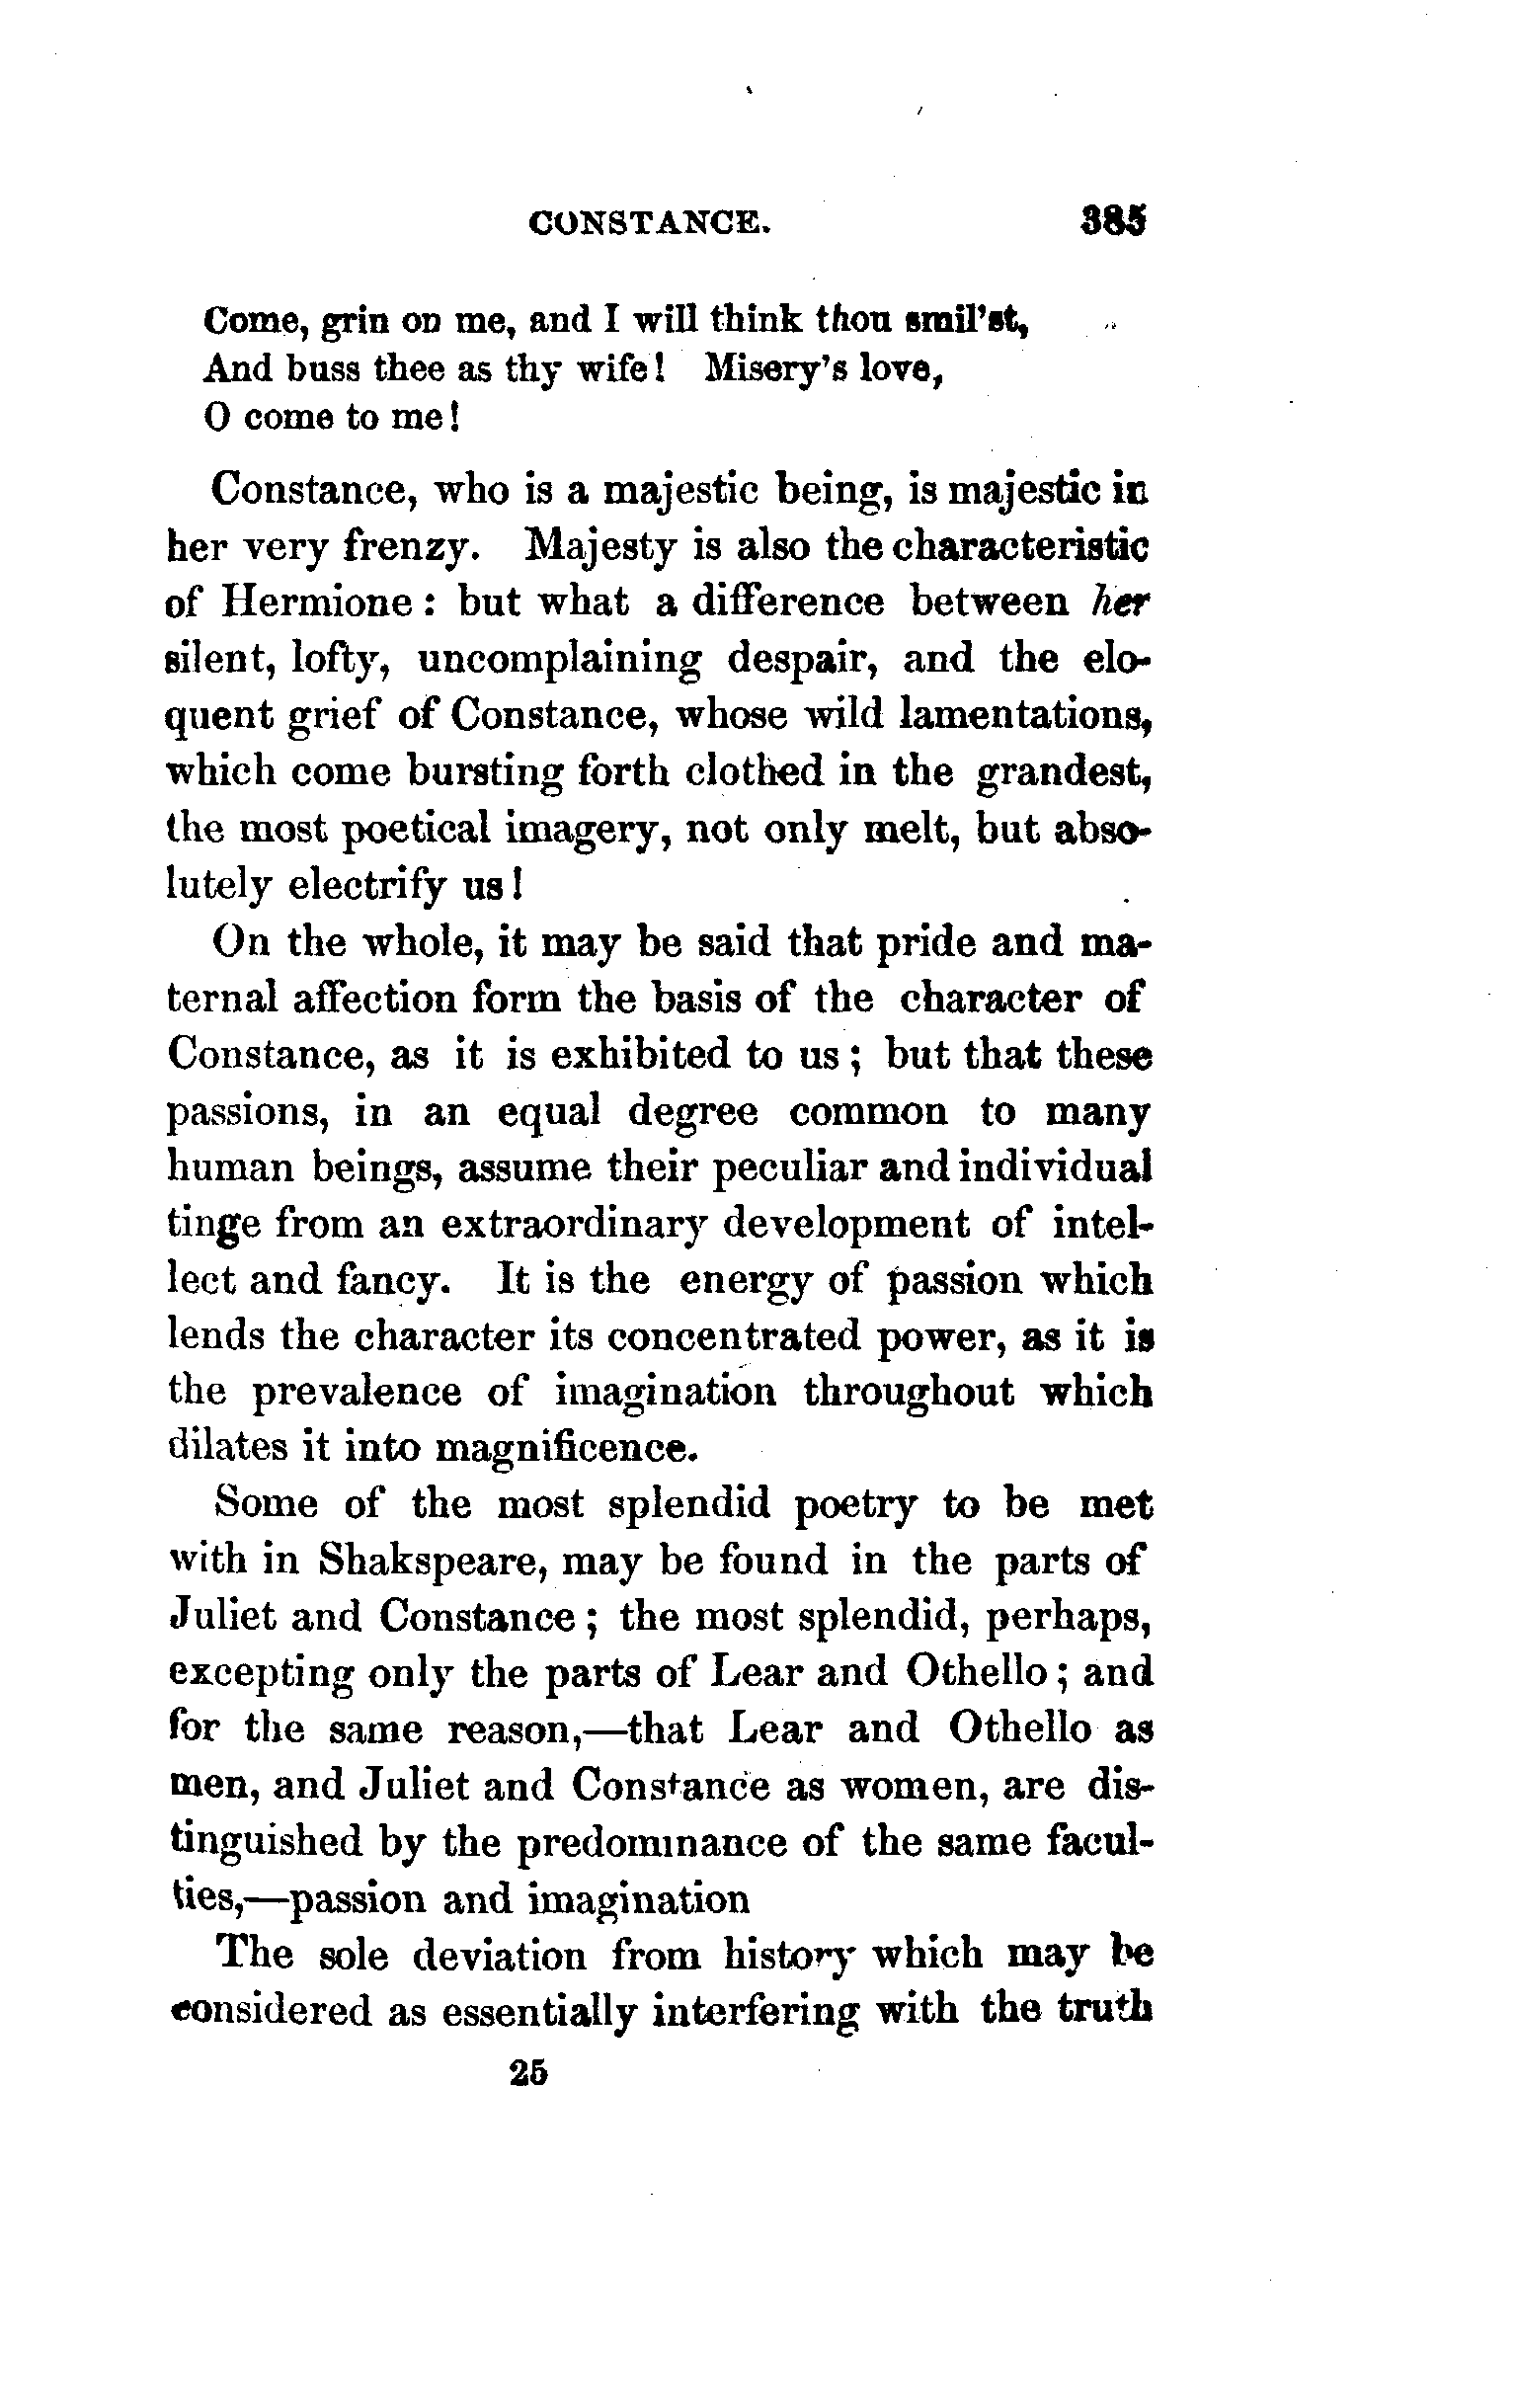 CONSTANCE. 385
Come, grin on me, and I will think thou smil'st,
And buss thee as thy wife! Misery's love,
O come to me!
Constance, who is a majestic being, is majestic in
her very frenzy. Majesty is also the characteristic
of Hermione: but what a difference between her
silent, lofty, uncomplaining despair, and the elo-
quent grief of Constance, whose wild lamentations,
which come bursting forth clothed in the grandest,
the most poetical imagery, not only melt, but abso-
lutely electrify us!
On the whole, it may be said that pride and ma-
ternal affection form the basis of the character of
Constance, as it is exhibited to us; but that these
passions, in an equal degree common to many
human beings, assume their peculiar and individual
tinge from an extraordinary development of intel-
lect and fancy. It is the energy of passion which
lends the character its concentrated power, as it is
the prevalence of imagination throughout which
dilates it into magnificence.
Some of the most splendid poetry to be met
with in Shakspeare, may be found in the parts of
Juliet and Constance; the most splendid, perhaps,
excepting only the parts of Lear and Othello; and
for the same reason,—that Lear and Othello as
men, and Juliet and Constance as women, are dis-
tinguished by the predominance of the same facul-
ties,—passion and imagination
The sole deviation from history which may be
considered as essentially interfering with the truth
25